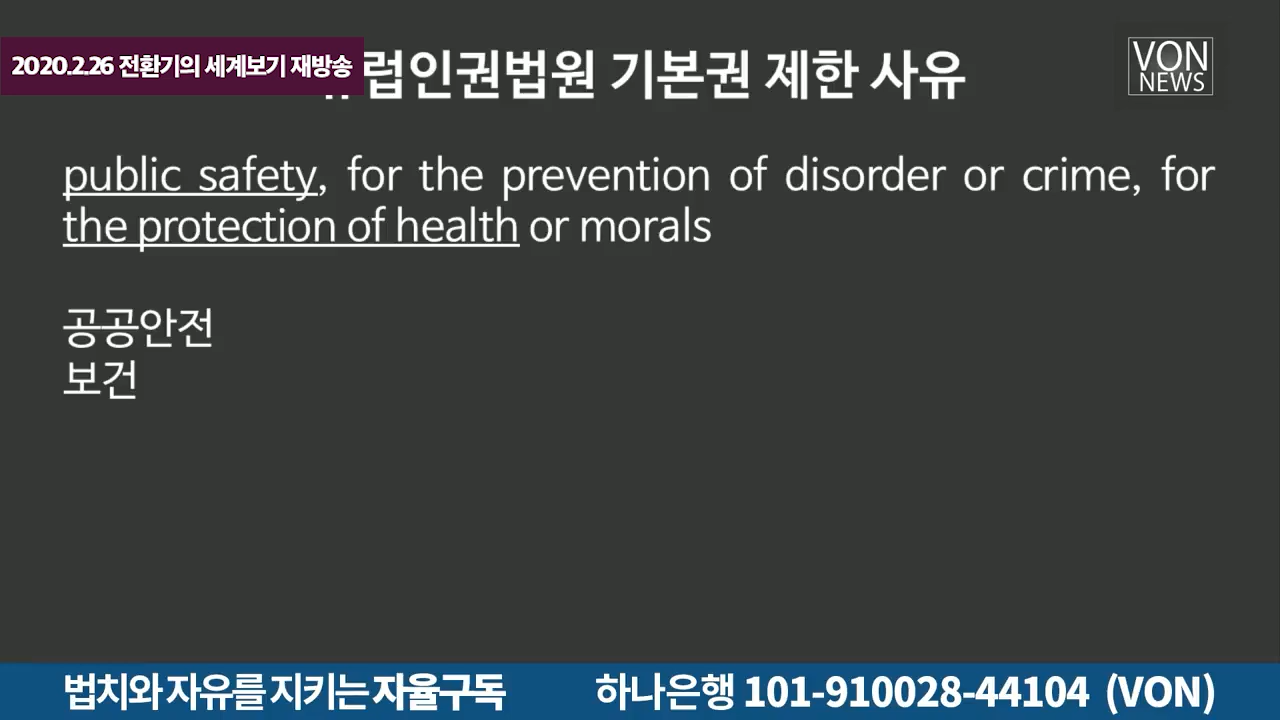 2020.2.26 전환기의 세계보기 재방송
럽인권법원 기본권 제한 사유
VON
NEWS
public safety, for the prevention of disorder or crime, for
the protection of health or morals
공공안전
보건
법치와 자유를 지키는 자율구독
하나은행 101-910028-44104 (VON)